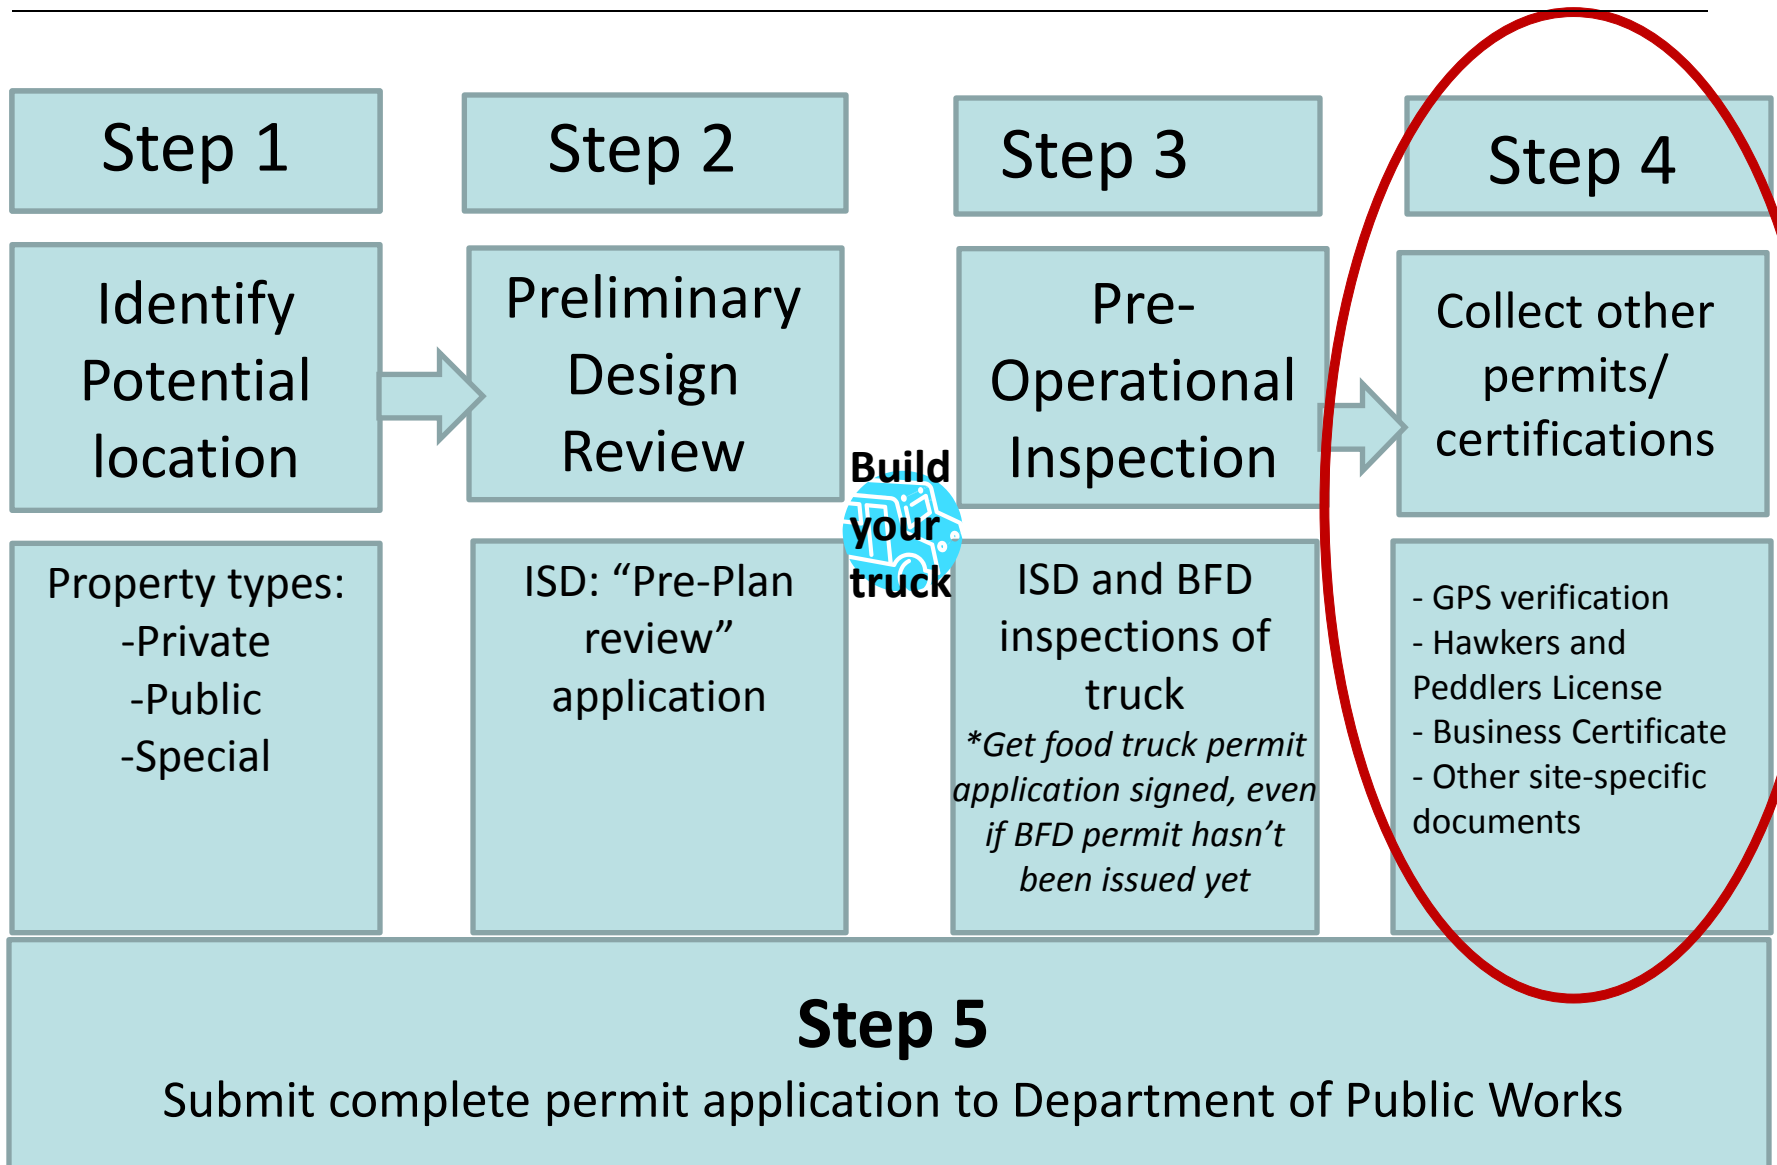 Step 1
Step 2
Step 3
Step 4
Identify
Potential
location
Preliminary
Design
Review
Build
your
truck
Pre-
Operational
Inspection
Collect other
permits/
certifications
Property types:
-Private
-Public
-Special
ISD: “Pre-Plan
review”
application
ISD and BFD
inspections of
truck
*Get food truck permit
application signed, even
if BFD permit hasn’t
been issued yet
- GPS verification
- Hawkers and
Peddlers License
- Business Certificate
- Other site-specific
documents
Step 5
Submit complete permit application to Department of Public Works